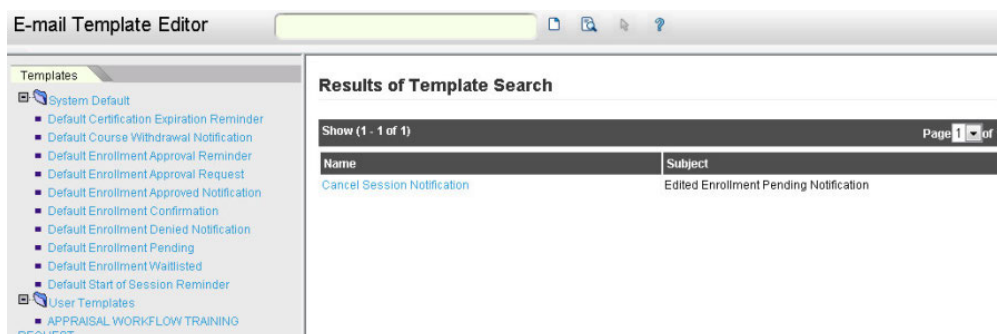 E-mail Template Editor
Templates
System Default
Default Certification Expiration Reminder
Default Course Withdrawal Notification
Default Enrollment Approval Reminder
Default Enrollment Approval Request
Default Enrollment Approved Notification
Default Enrollment Confirmation
Default Enrollment Denied Notification
Default Enrollment Pending
Default Enrollment Waitlisted
Default Start of Session Reminder
User Templates
APPRAISAL WORKFLOW TRAINING
REQUEST
Results of Template Search
Show (1 - 1 of 1) Page 1 of
Name Subject
Cancel Session Notification Edited Enrollment Pending Notification